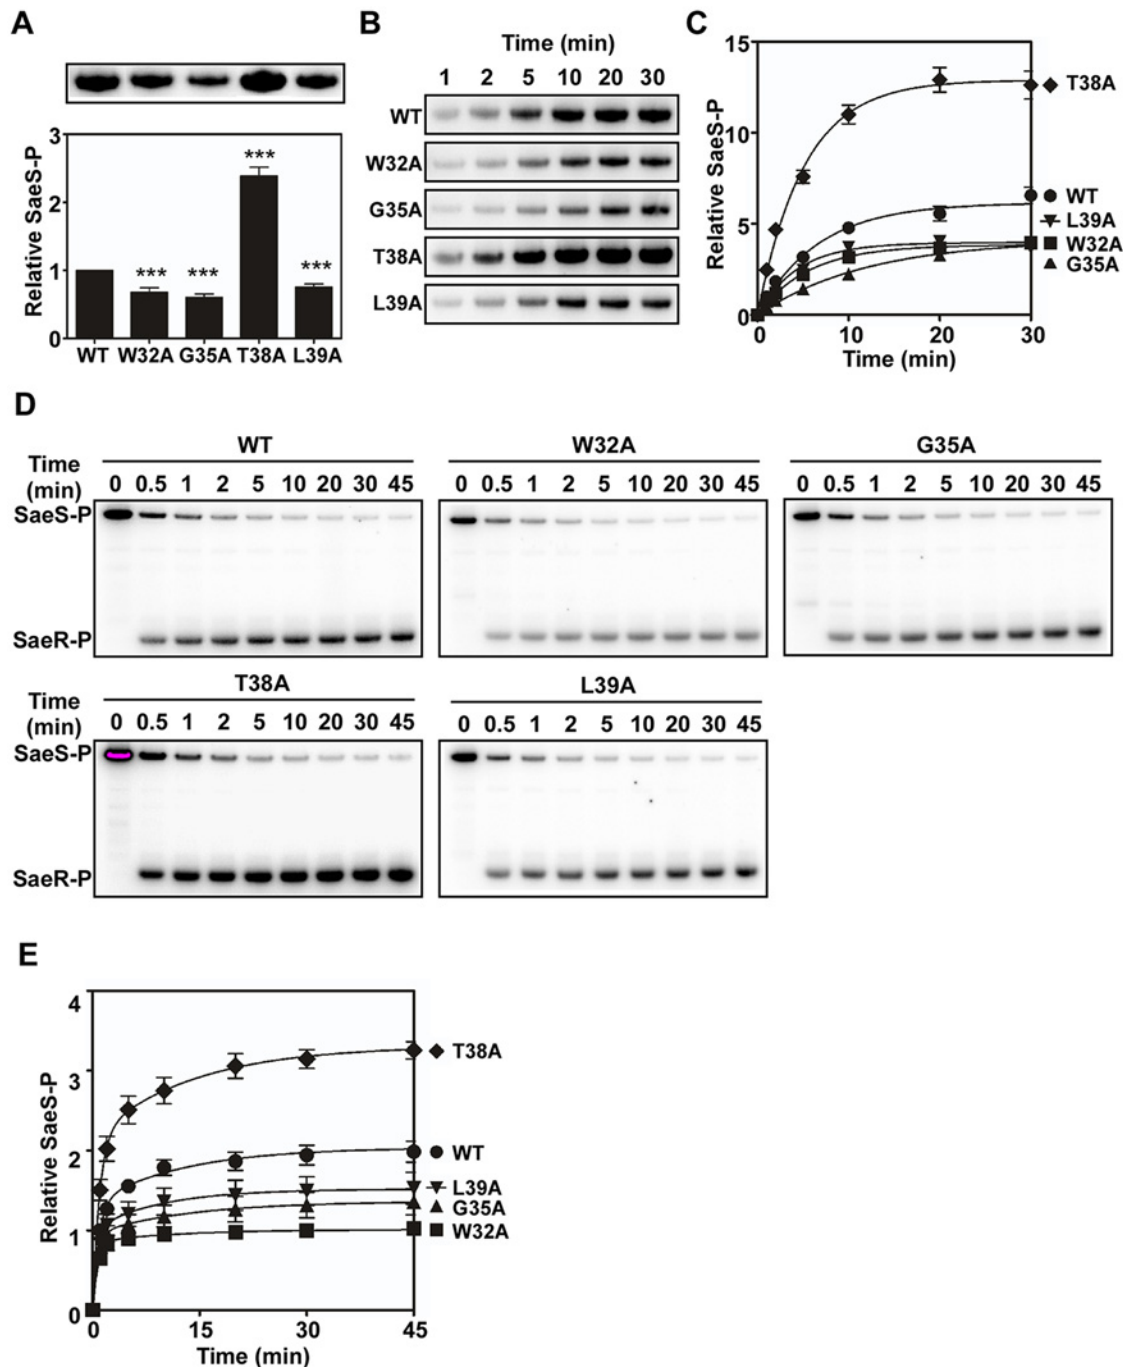 A
Relative SaeS-P
3
2
1
0
***
***
***
***
WT W32A G35A T38A L39A
B
Time (min)
1 2 5 10 20 30
WT
W32A
G35A
T38A
L39A
C
Relative SaeS-P
15
10
5
0
0 10 20 30
Time (min)
T38A
WT
L39A
W32A
G35A
D
WT
Time
(min)
0 0.5 1 2 5 10 20 30 45
SaeS-P
SaeR-P
W32A
0 0.5 1 2 5 10 20 30 45
G35A
0 0.5 1 2 5 10 20 30 45
T38A
Time
(min)
0 0.5 1 2 5 10 20 30 45
SaeS-P
SaeR-P
L39A
0 0.5 1 2 5 10 20 30 45
E
Relative SaeS-P
4
3
2
1
0
0 15 30 45
Time (min)
T38A
WT
L39A
G35A
W32A